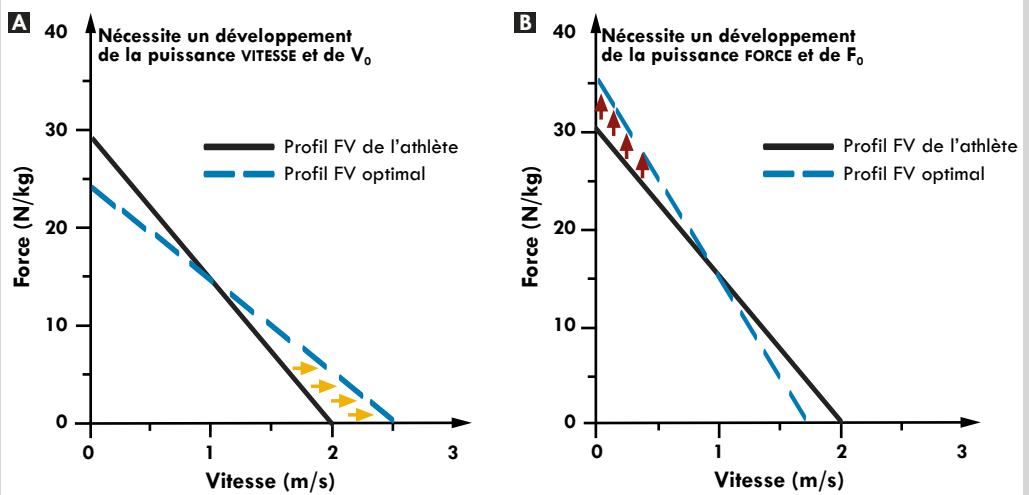 A
Nécessite un développement
de la puissance VITESSE et de V₀
40
30
20
10
0
Force (N/kg)
Profil FV de l'athlète
Profil FV optimal
0 1 2 3
Vitesse (m/s)
B
Nécessite un développement
de la puissance FORCE et de F₀
40
30
20
10
0
Force (N/kg)
Profil FV de l'athlète
Profil FV optimal
0 1 2 3
Vitesse (m/s)